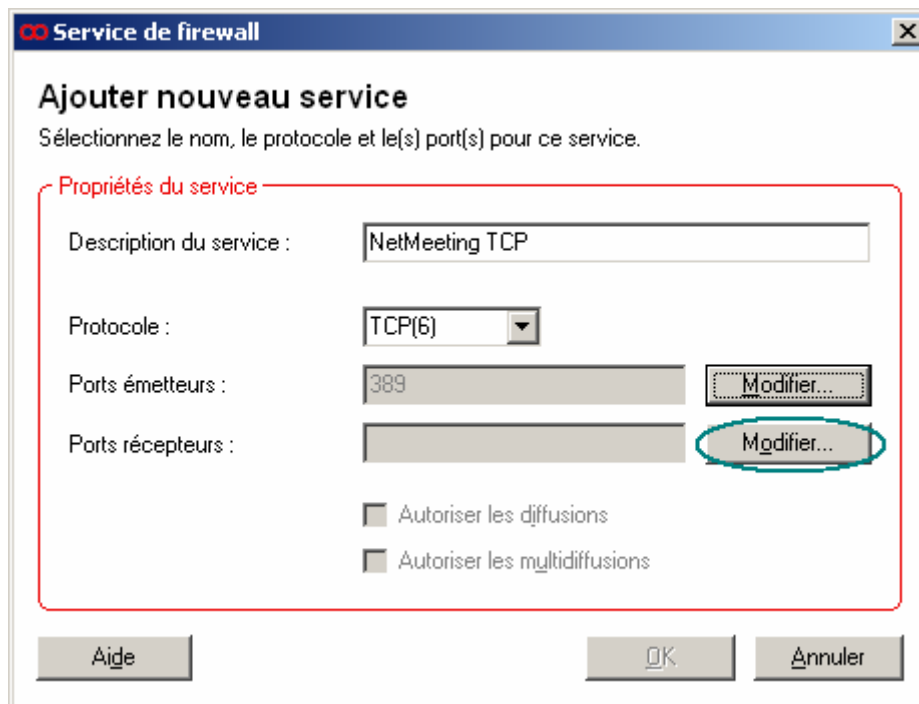 Service de firewall
Ajouter nouveau service
Sélectionnez le nom, le protocole et le(s) port(s) pour ce service.
Propriétés du service
Description du service : NetMeeting TCP
Protocole : TCP(6)
Ports émetteurs : 389 Modifier...
Ports récepteurs : Modifier...
Autoriser les diffusions
Autoriser les multidiffusions
Aide OK Annuler